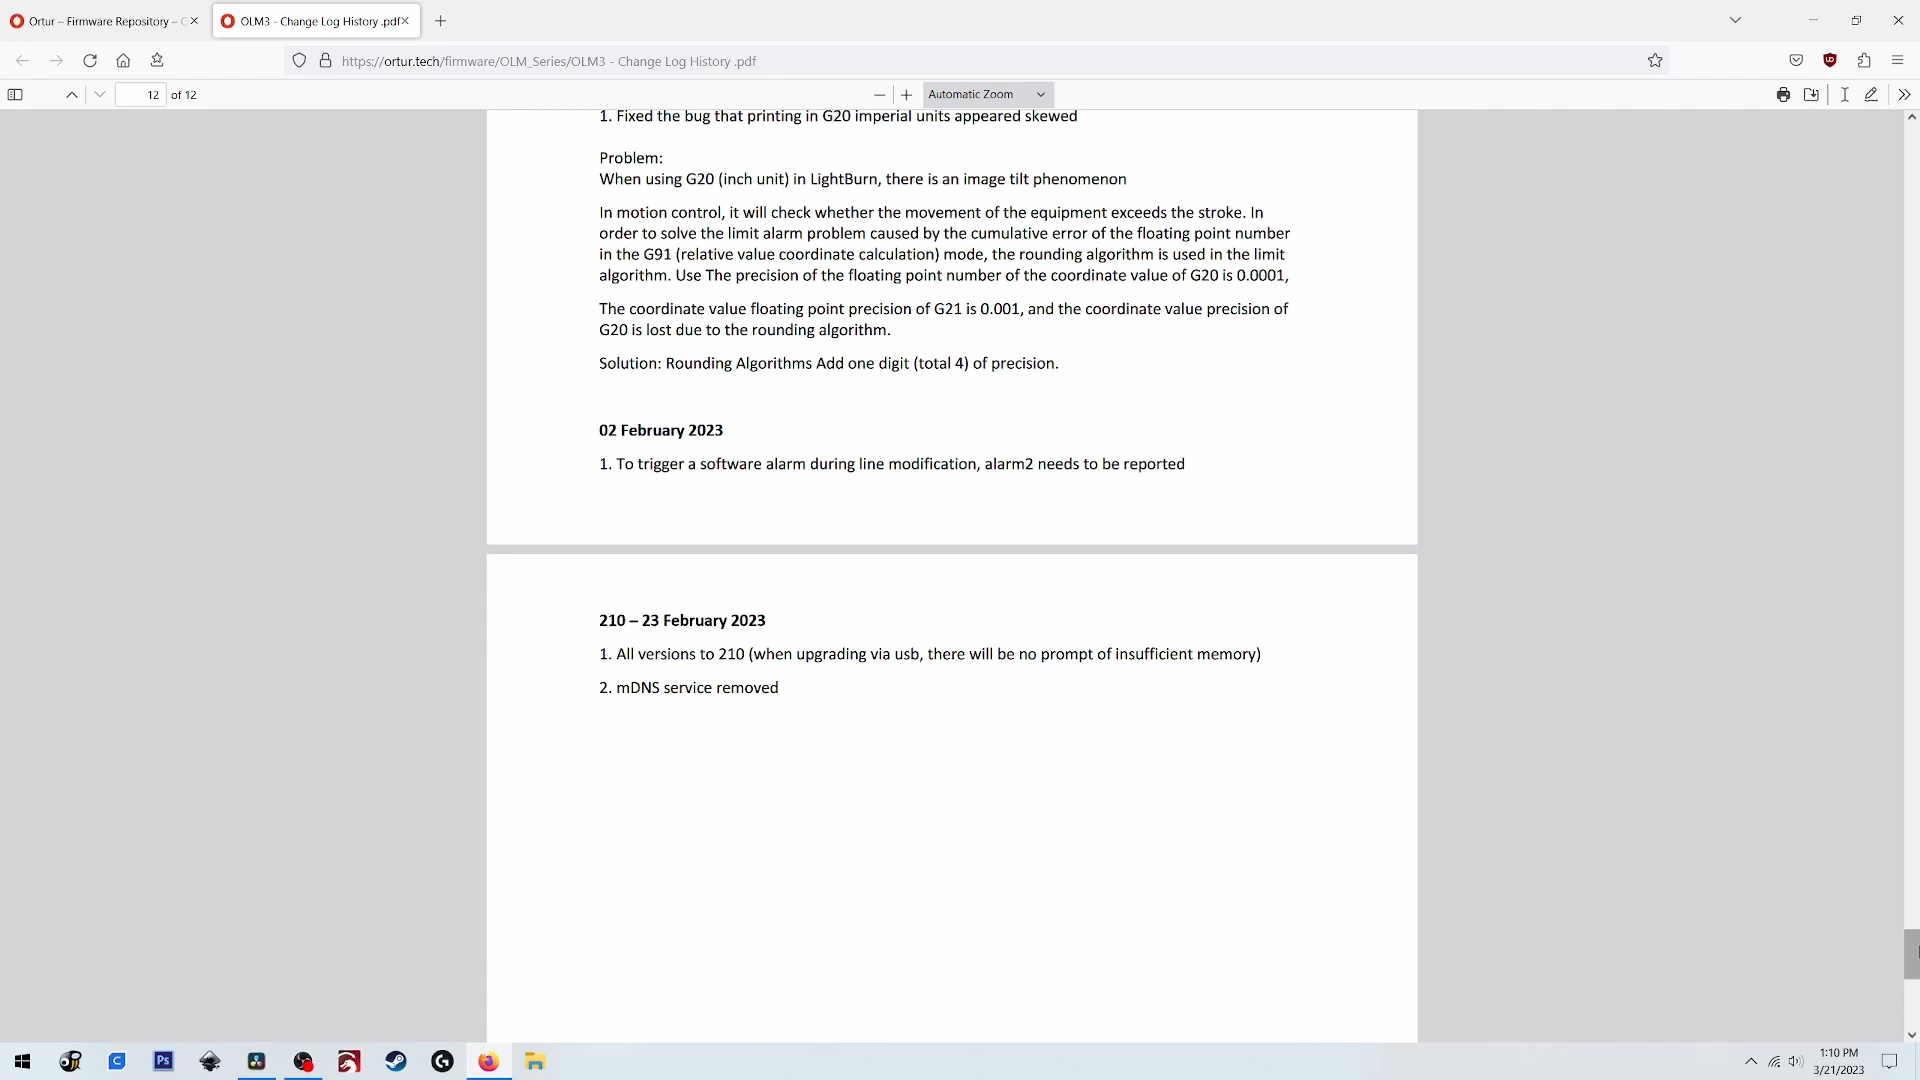 Ortur – Firmware Repository –
OLM3 - Change Log History .pdf
https://ortur.tech/firmware/OLM_Series/OLM3 - Change Log History .pdf
12 of 12
Automatic Zoom
1. Fixed the bug that printing in G20 imperial units appeared skewed
Problem:
When using G20 (inch unit) in LightBurn, there is an image tilt phenomenon
In motion control, it will check whether the movement of the equipment exceeds the stroke. In
order to solve the limit alarm problem caused by the cumulative error of the floating point number
in the G91 (relative value coordinate calculation) mode, the rounding algorithm is used in the limit
algorithm. Use The precision of the floating point number of the coordinate value of G20 is 0.0001,
The coordinate value floating point precision of G21 is 0.001, and the coordinate value precision of
G20 is lost due to the rounding algorithm.
Solution: Rounding Algorithms Add one digit (total 4) of precision.
02 February 2023
1. To trigger a software alarm during line modification, alarm2 needs to be reported
210 – 23 February 2023
1. All versions to 210 (when upgrading via usb, there will be no prompt of insufficient memory)
2. mDNS service removed
Ps
1:10 PM
3/21/2023